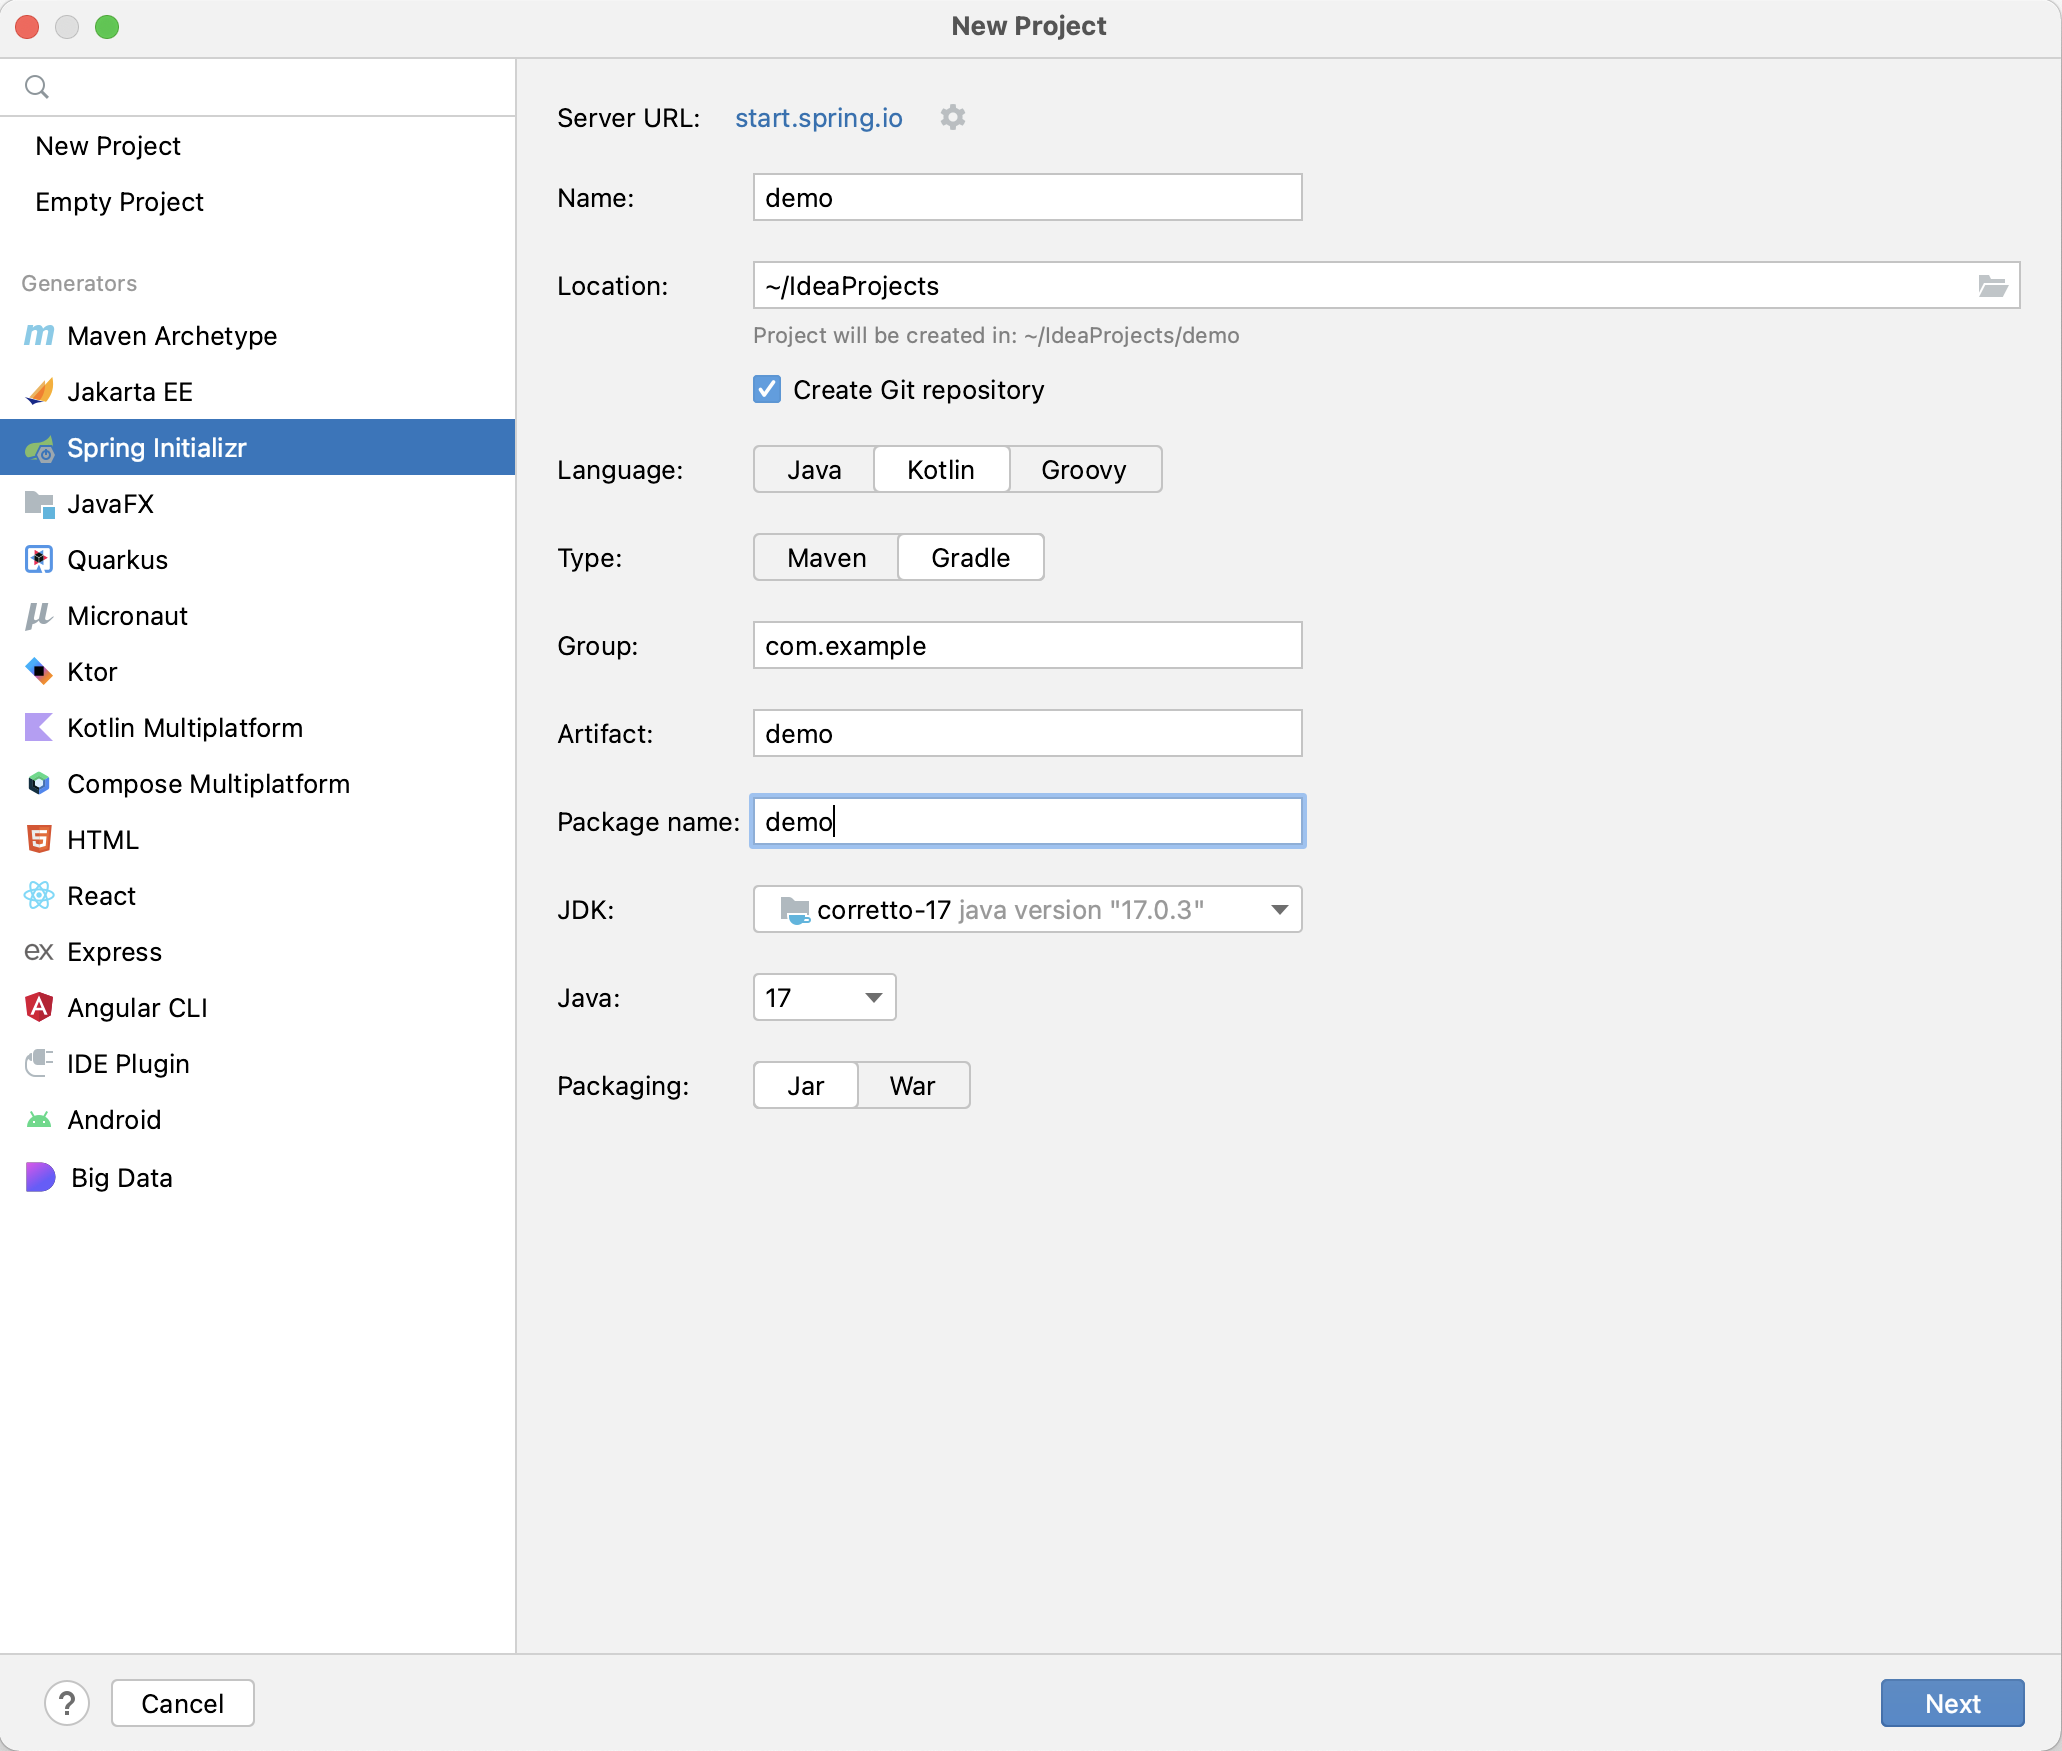 New Project
New Project
Empty Project
Generators
Maven Archetype
Jakarta EE
Spring Initializr
JavaFX
Quarkus
Micronaut
Ktor
Kotlin Multiplatform
Compose Multiplatform
HTML
React
ex Express
Angular CLI
IDE Plugin
Android
Big Data
Server URL: start.spring.io
Name: demo
Location: ~/IdeaProjects
Project will be created in: ~/IdeaProjects/demo
Create Git repository
Language: Java Kotlin Groovy
Type: Maven Gradle
Group: com.example
Artifact: demo
Package name: demo
JDK: corretto-17 java version "17.0.3"
Java: 17
Packaging: Jar War
? Cancel Next